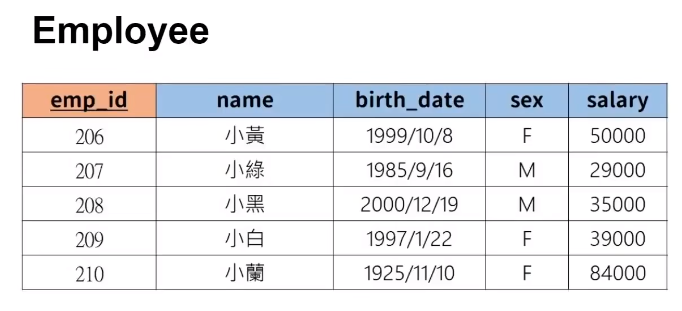 Employee
emp_id name birth_date sex salary
206 小黃 1999/10/8 F 50000
207 小綠 1985/9/16 M 29000
208 小黑 2000/12/19 M 35000
209 小白 1997/1/22 F 39000
210 小蘭 1925/11/10 F 84000